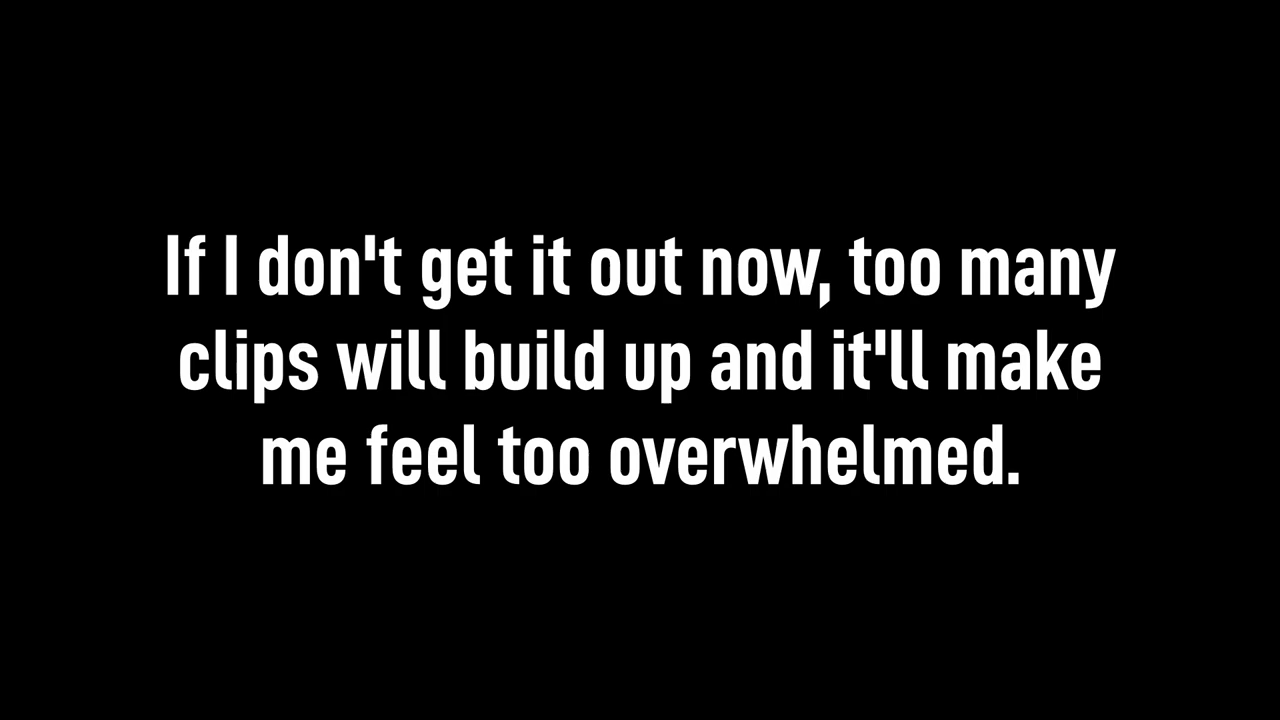 If I don't get it out now, too many
clips will build up and it'll make
me feel too overwhelmed.